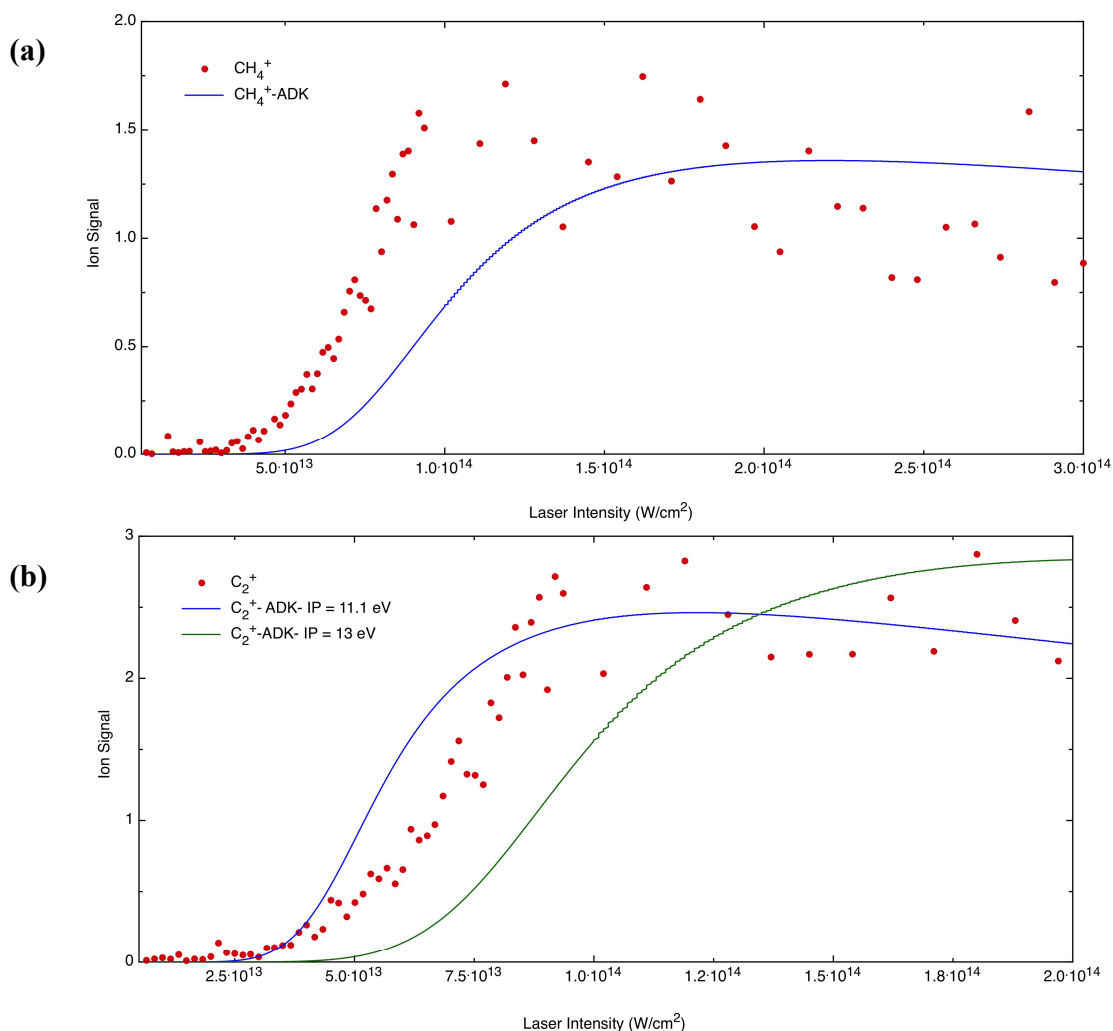 (a)
2.0
1.5
1.0
0.5
0.0
Ion Signal
CH₄⁺
CH₄⁺-ADK
5.0·10¹³
1.0·10¹⁴
1.5·10¹⁴
2.0·10¹⁴
2.5·10¹⁴
3.0·10¹⁴
Laser Intensity (W/cm²)
(b)
3
2
1
0
Ion Signal
C₂⁺
C₂⁺- ADK- IP = 11.1 eV
C₂⁺-ADK- IP = 13 eV
2.5·10¹³
5.0·10¹³
7.5·10¹³
1.0·10¹⁴
1.2·10¹⁴
1.5·10¹⁴
1.8·10¹⁴
2.0·10¹⁴
Laser Intensity (W/cm²)